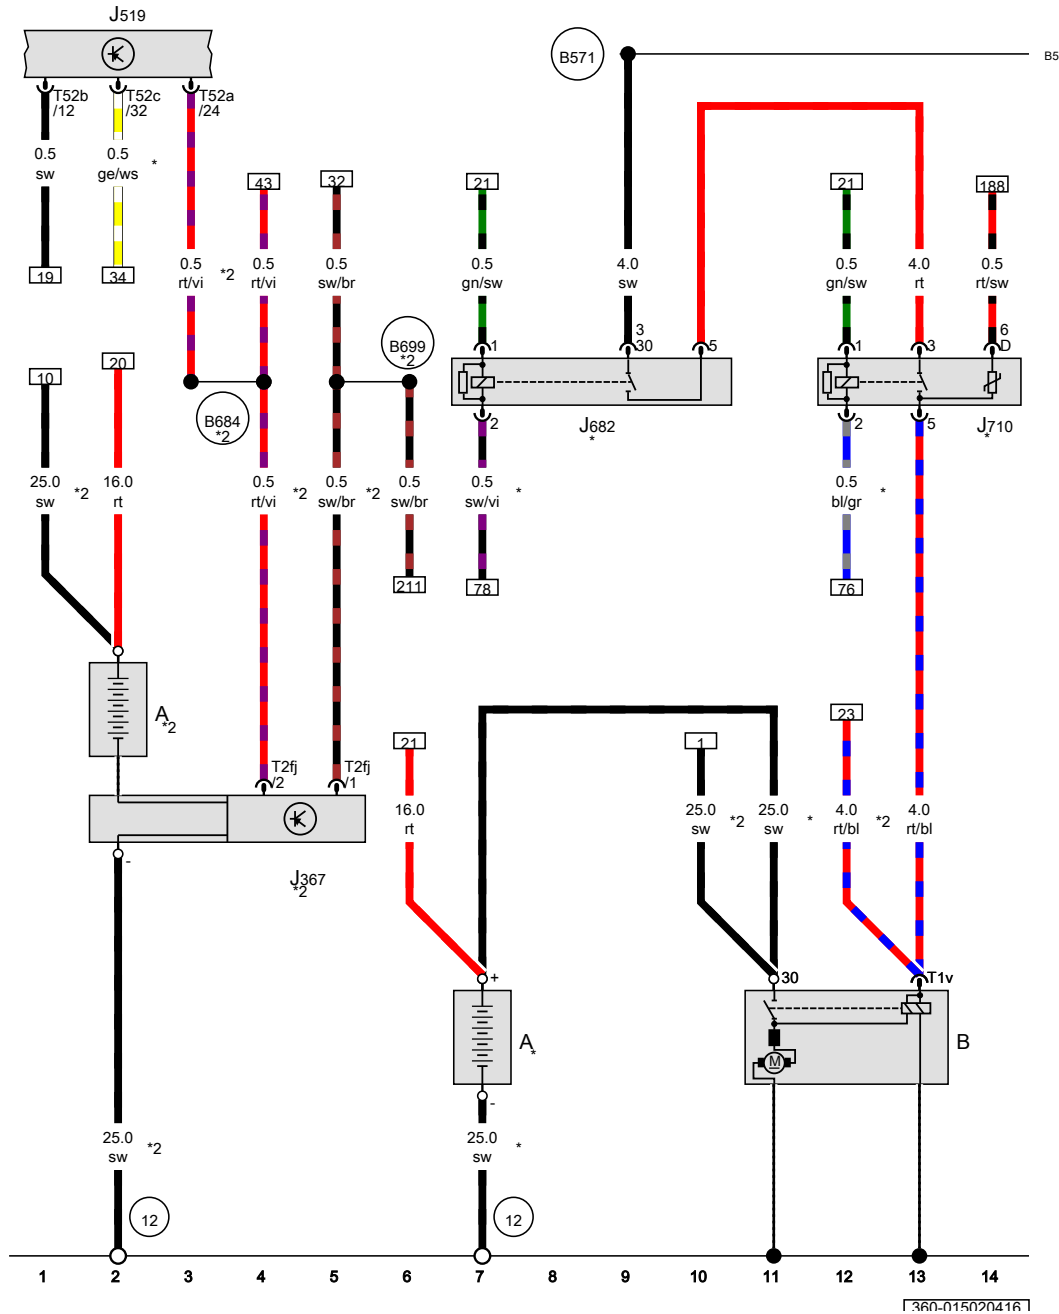 J519
B571
B5
T52b
/12
T52c
/32
T52a
/24
0.5
sw
0.5
ge/ws
*
43
32
21
21
188
19
34
0.5
rt/vi
*2
0.5
rt/vi
0.5
sw/br
0.5
gn/sw
4.0
sw
0.5
gn/sw
4.0
rt
0.5
rt/sw
B699
*2
1
3
30
5
1
3
6
D
10
20
B684
*2
2
J682
*
2
5
J710
*
25.0
sw
*2
16.0
rt
0.5
rt/vi
*2
0.5
sw/br
*2
0.5
sw/br
0.5
sw/vi
*
0.5
bl/gr
*
211
78
76
A
*2
21
1
23
T2fj
/2
T2fj
/1
16.0
rt
25.0
sw
*2
25.0
sw
*
4.0
rt/bl
*2
4.0
rt/bl
-
J367
*2
+
30
T1v
A
*
M
B
-
25.0
sw
*2
25.0
sw
*
12
12
1 2 3 4 5 6 7 8 9 10 11 12 13 14
360-015020416